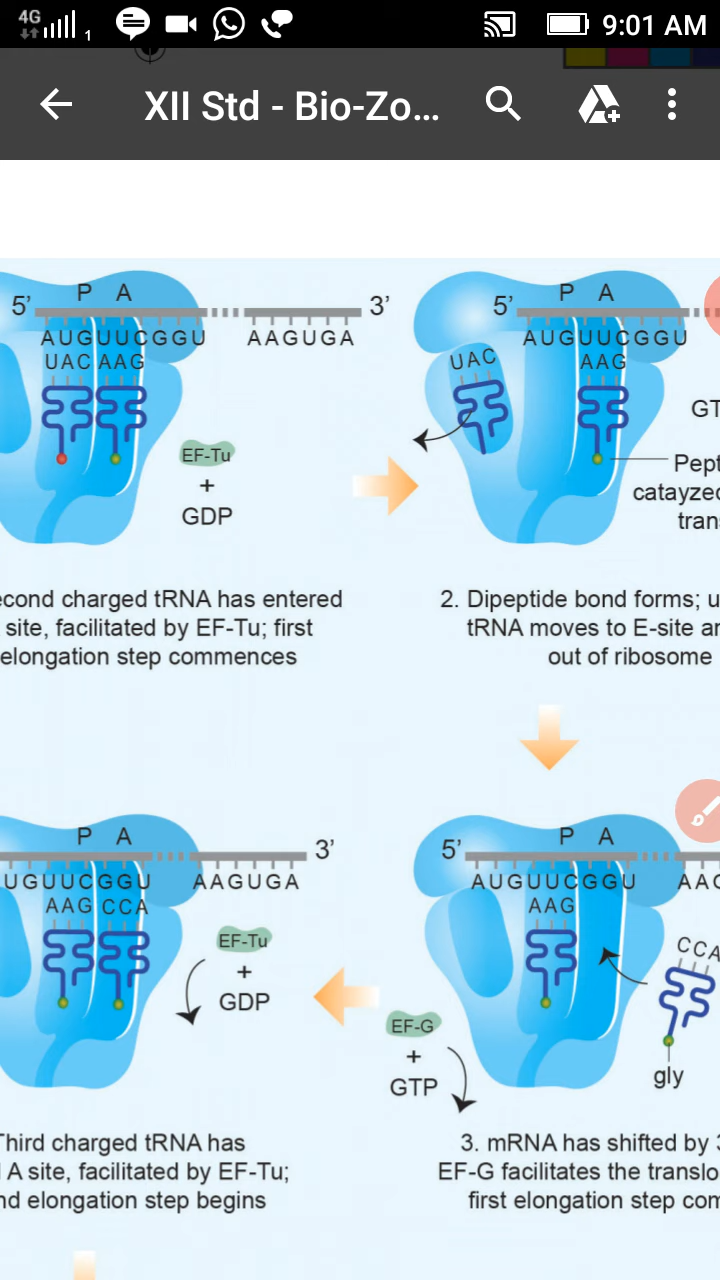 4G 1 9:01 AM
XII Std - Bio-Zo...
P A
5’ 3’
AUGUUCGGU AAGUGA
UAC AAG
EF-Tu
+
GDP
econd charged tRNA has entered
site, facilitated by EF-Tu; first
elongation step commences
P A
5’
AUGUUCGGU
UAC AAG
GT
Pept
catayzed
tran
2. Dipeptide bond forms; u
tRNA moves to E-site an
out of ribosome
P A
3’
UGUUCGGU AAGUGA
AAG CCA
EF-Tu
+
GDP
Third charged tRNA has
A site, facilitated by EF-Tu;
nd elongation step begins
P A
5’
AUGUUCGGU AAG
AAG
CCA
EF-G
+
GTP
gly
3. mRNA has shifted by 3
EF-G facilitates the translo
first elongation step com